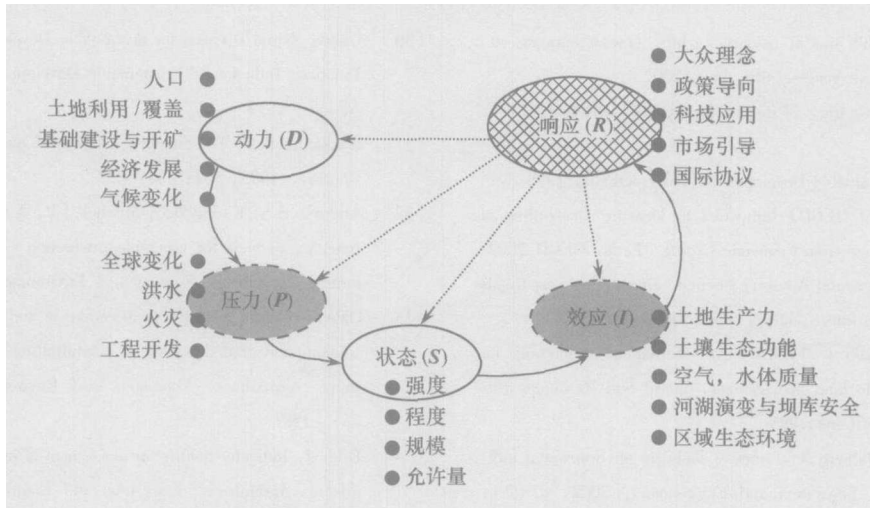 人口
土地利用/覆盖
基础建设与开矿
经济发展
气候变化
动力(D)
响应(R)
大众理念
政策导向
科技应用
市场引导
国际协议
全球变化
洪水
火灾
工程开发
压力(P)
状态(S)
强度
程度
规模
允许量
效应(I)
土地生产力
土壤生态功能
空气，水体质量
河湖演变与坝库安全
区域生态环境